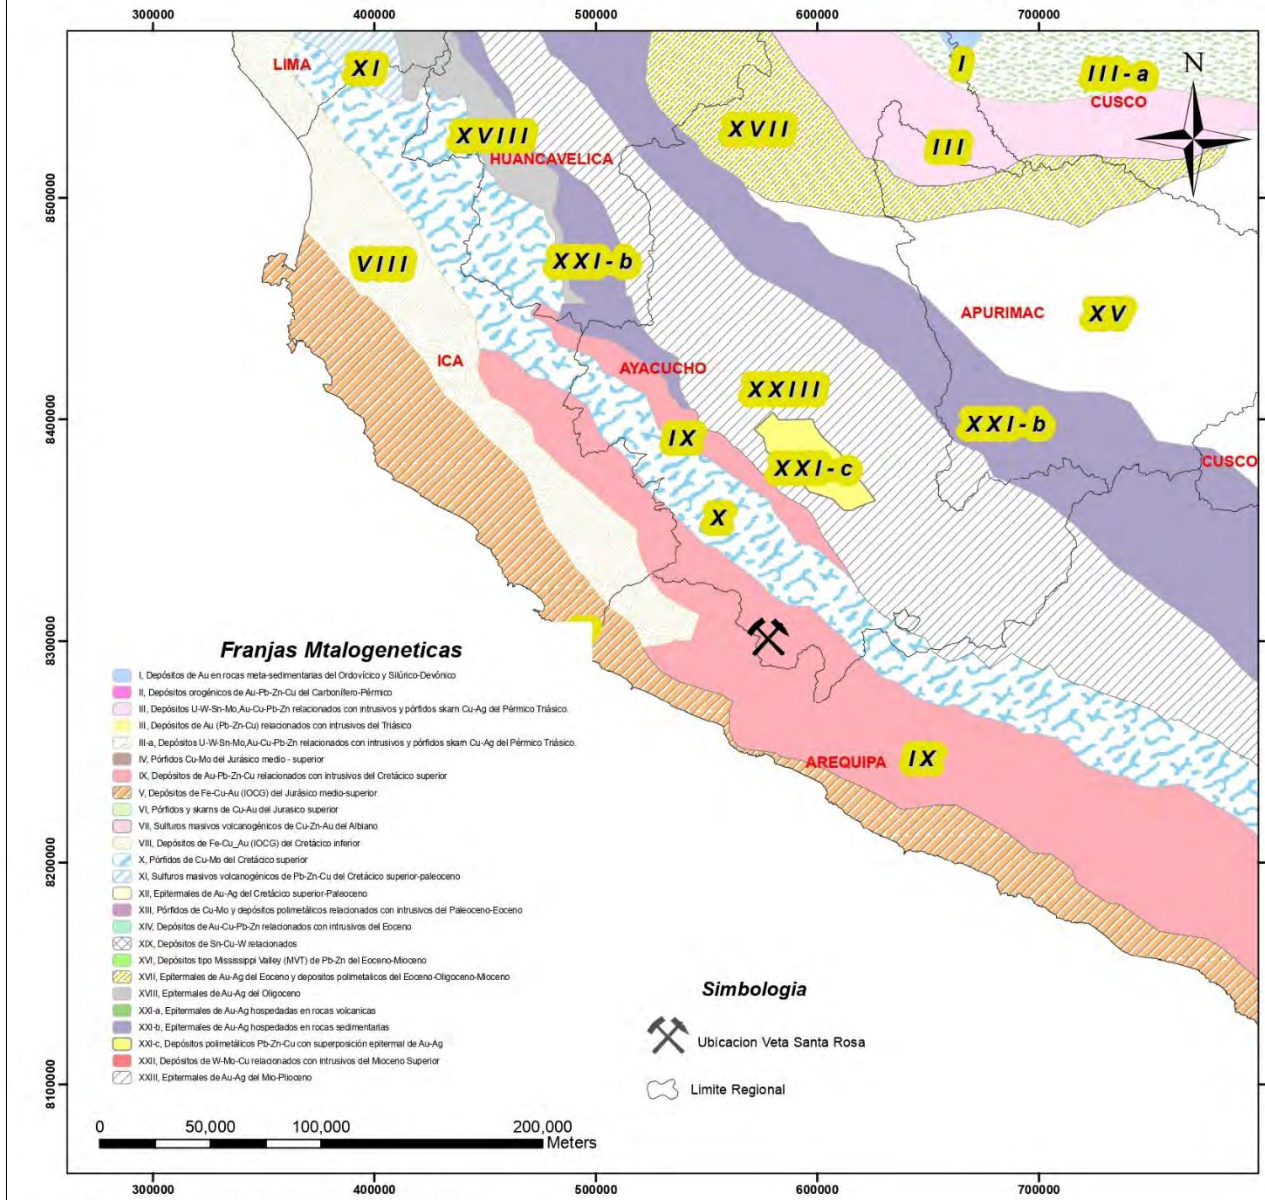 300000 400000 500000 600000 700000
LIMA
XI
I
III-a
N
CUSCO
XVIII
XVII
HUANCAVELICA
III
8500000
VIII
XXI-b
APURIMAC
XV
ICA
AYACUCHO
XXIII
8400000
IX
XXI-b
XXI-c
CUSCO
X
8300000
AREQUIPA
IX
8200000
8100000
Franjas Mtalogeneticas
I, Depósitos de Au en rocas meta-sedimentarias del Ordovícico y Silúrico-Devónico
II, Depósitos orogénicos de Au-Pb-Zn-Cu del Carbonífero-Pérmico
III, Depósitos U-W-Sn-Mo,Au-Cu-Pb-Zn relacionados con intrusivos y pórfidos skarn Cu-Ag del Pérmico Triásico.
III, Depósitos de Au (Pb-Zn-Cu) relacionados con intrusivos del Triásico
III-a, Depósitos U-W-Sn-Mo,Au-Cu-Pb-Zn relacionados con intrusivos y pórfidos skarn Cu-Ag del Pérmico Triásico.
IV, Pórfidos Cu-Mo del Jurásico medio - superior
IX, Depósitos de Au-Pb-Zn-Cu relacionados con intrusivos del Cretácico superior
V, Depósitos de Fe-Cu-Au (IOCG) del Jurásico medio-superior
VI, Pórfidos y skarns de Cu-Au del Jurasico superior
VII, Sulfuros masivos volcanogénicos de Cu-Zn-Au del Albiano
VIII, Depósitos de Fe-Cu_Au (IOCG) del Cretácico inferior
X, Pórfidos de Cu-Mo del Cretácico superior
XI, Sulfuros masivos volcanogénicos de Pb-Zn-Cu del Cretácico superior-paleoceno
XII, Epitermales de Au-Ag del Cretácico superior-Paleoceno
XIII, Pórfidos de Cu-Mo y depósitos polimetálicos relacionados con intrusivos del Paleoceno-Eoceno
XIV, Depósitos de Au-Cu-Pb-Zn relacionados con intrusivos del Eoceno
XIX, Depósitos de Sn-Cu-W relacionados
XVI, Depósitos tipo Mississippi Valley (MVT) de Pb-Zn del Eoceno-Mioceno
XVII, Epitermales de Au-Ag del Eoceno y depositos polimetalicos del Eoceno-Oligoceno-Mioceno
XVIII, Epitermales de Au-Ag del Oligoceno
XXI-a, Epitermales de Au-Ag hospedadas en rocas volcanicas
XXI-b, Epitermales de Au-Ag hospedados en rocas sedimentarias
XXI-c, Depósitos polimetálicos Pb-Zn-Cu con superposición epitermal de Au-Ag
XXII, Depósitos de W-Mo-Cu relacionados con intrusivos del Mioceno Superior
XXIII, Epitermales de Au-Ag del Mio-Plioceno
Simbologia
Ubicacion Veta Santa Rosa
Limite Regional
0 50,000 100,000 200,000
Meters
300000 400000 500000 600000 700000